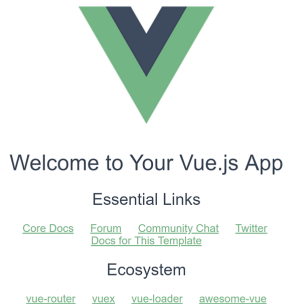 Welcome to Your Vue.js App
Essential Links
Core Docs Forum Community Chat Twitter
Docs for This Template
Ecosystem
vue-router vuex vue-loader awesome-vue